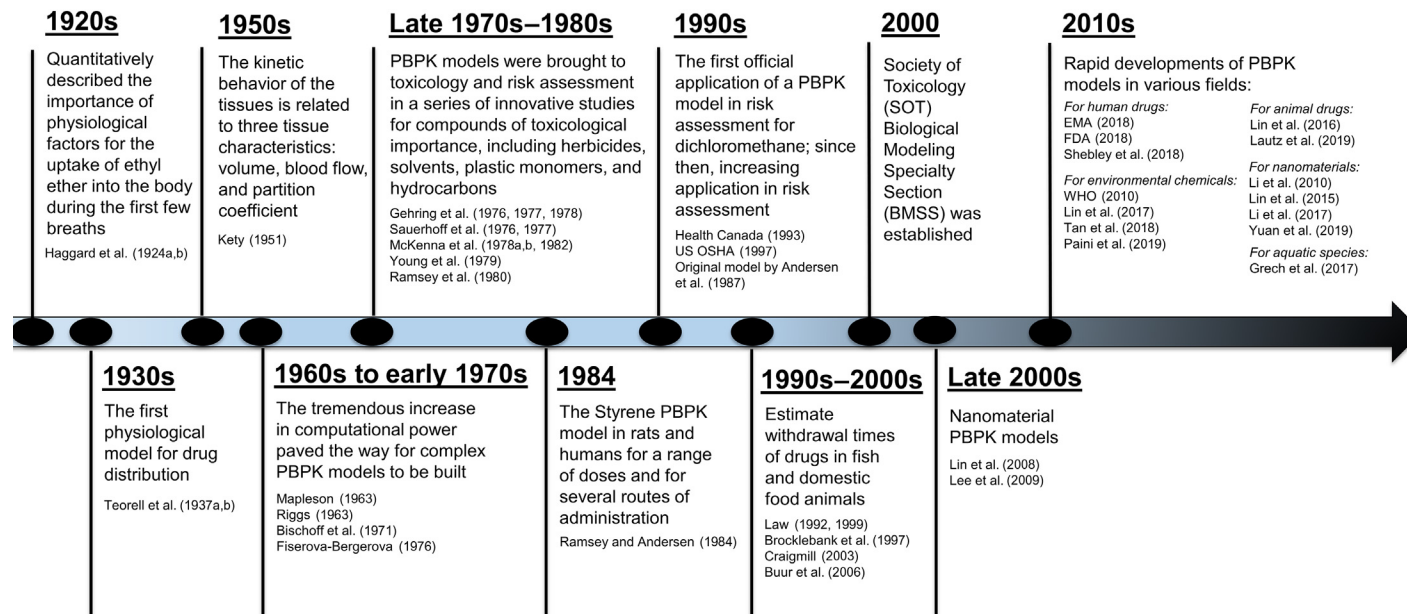 1920s
Quantitatively
described the
importance of
physiological
factors for the
uptake of ethyl
ether into the body
during the first few
breaths
Haggard et al. (1924a,b)
1950s
The kinetic
behavior of the
tissues is related
to three tissue
characteristics:
volume, blood flow,
and partition
coefficient
Kety (1951)
Late 1970s–1980s
PBPK models were brought to
toxicology and risk assessment
in a series of innovative studies
for compounds of toxicological
importance, including herbicides,
solvents, plastic monomers, and
hydrocarbons
Gehring et al. (1976, 1977, 1978)
Sauerhoff et al. (1976, 1977)
McKenna et al. (1978a,b, 1982)
Young et al. (1979)
Ramsey et al. (1980)
1990s
The first official
application of a PBPK
model in risk
assessment for
dichloromethane; since
then, increasing
application in risk
assessment
Health Canada (1993)
US OSHA (1997)
Original model by Andersen
et al. (1987)
2000
Society of
Toxicology
(SOT)
Biological
Modeling
Specialty
Section
(BMSS) was
established
2010s
Rapid developments of PBPK
models in various fields:
For human drugs:
EMA (2018)
FDA (2018)
Shebley et al. (2018)
For environmental chemicals:
WHO (2010)
Lin et al. (2017)
Tan et al. (2018)
Paini et al. (2019)
For animal drugs:
Lin et al. (2016)
Lautz et al. (2019)
For nanomaterials:
Li et al. (2010)
Lin et al. (2015)
Li et al. (2017)
Yuan et al. (2019)
For aquatic species:
Grech et al. (2017)
1930s
The first
physiological
model for drug
distribution
Teorell et al. (1937a,b)
1960s to early 1970s
The tremendous increase
in computational power
paved the way for complex
PBPK models to be built
Mapleson (1963)
Riggs (1963)
Bischoff et al. (1971)
Fiserova-Bergerova (1976)
1984
The Styrene PBPK
model in rats and
humans for a range
of doses and for
several routes of
administration
Ramsey and Andersen (1984)
1990s–2000s
Estimate
withdrawal times
of drugs in fish
and domestic
food animals
Law (1992, 1999)
Brocklebank et al. (1997)
Craigmill (2003)
Buur et al. (2006)
Late 2000s
Nanomaterial
PBPK models
Lin et al. (2008)
Lee et al. (2009)